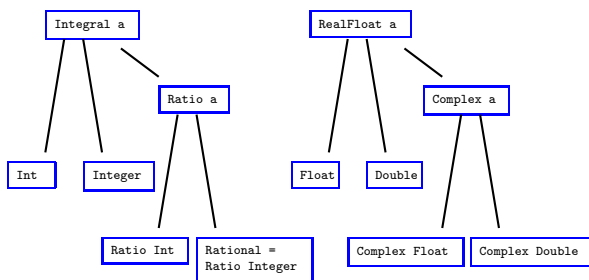 Integral a
RealFloat a
Ratio a
Complex a
Int
Integer
Float
Double
Ratio Int
Rational =
Ratio Integer
Complex Float
Complex Double